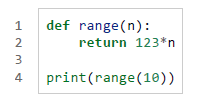 1 def range(n):
2     return 123*n
3
4 print(range(10))